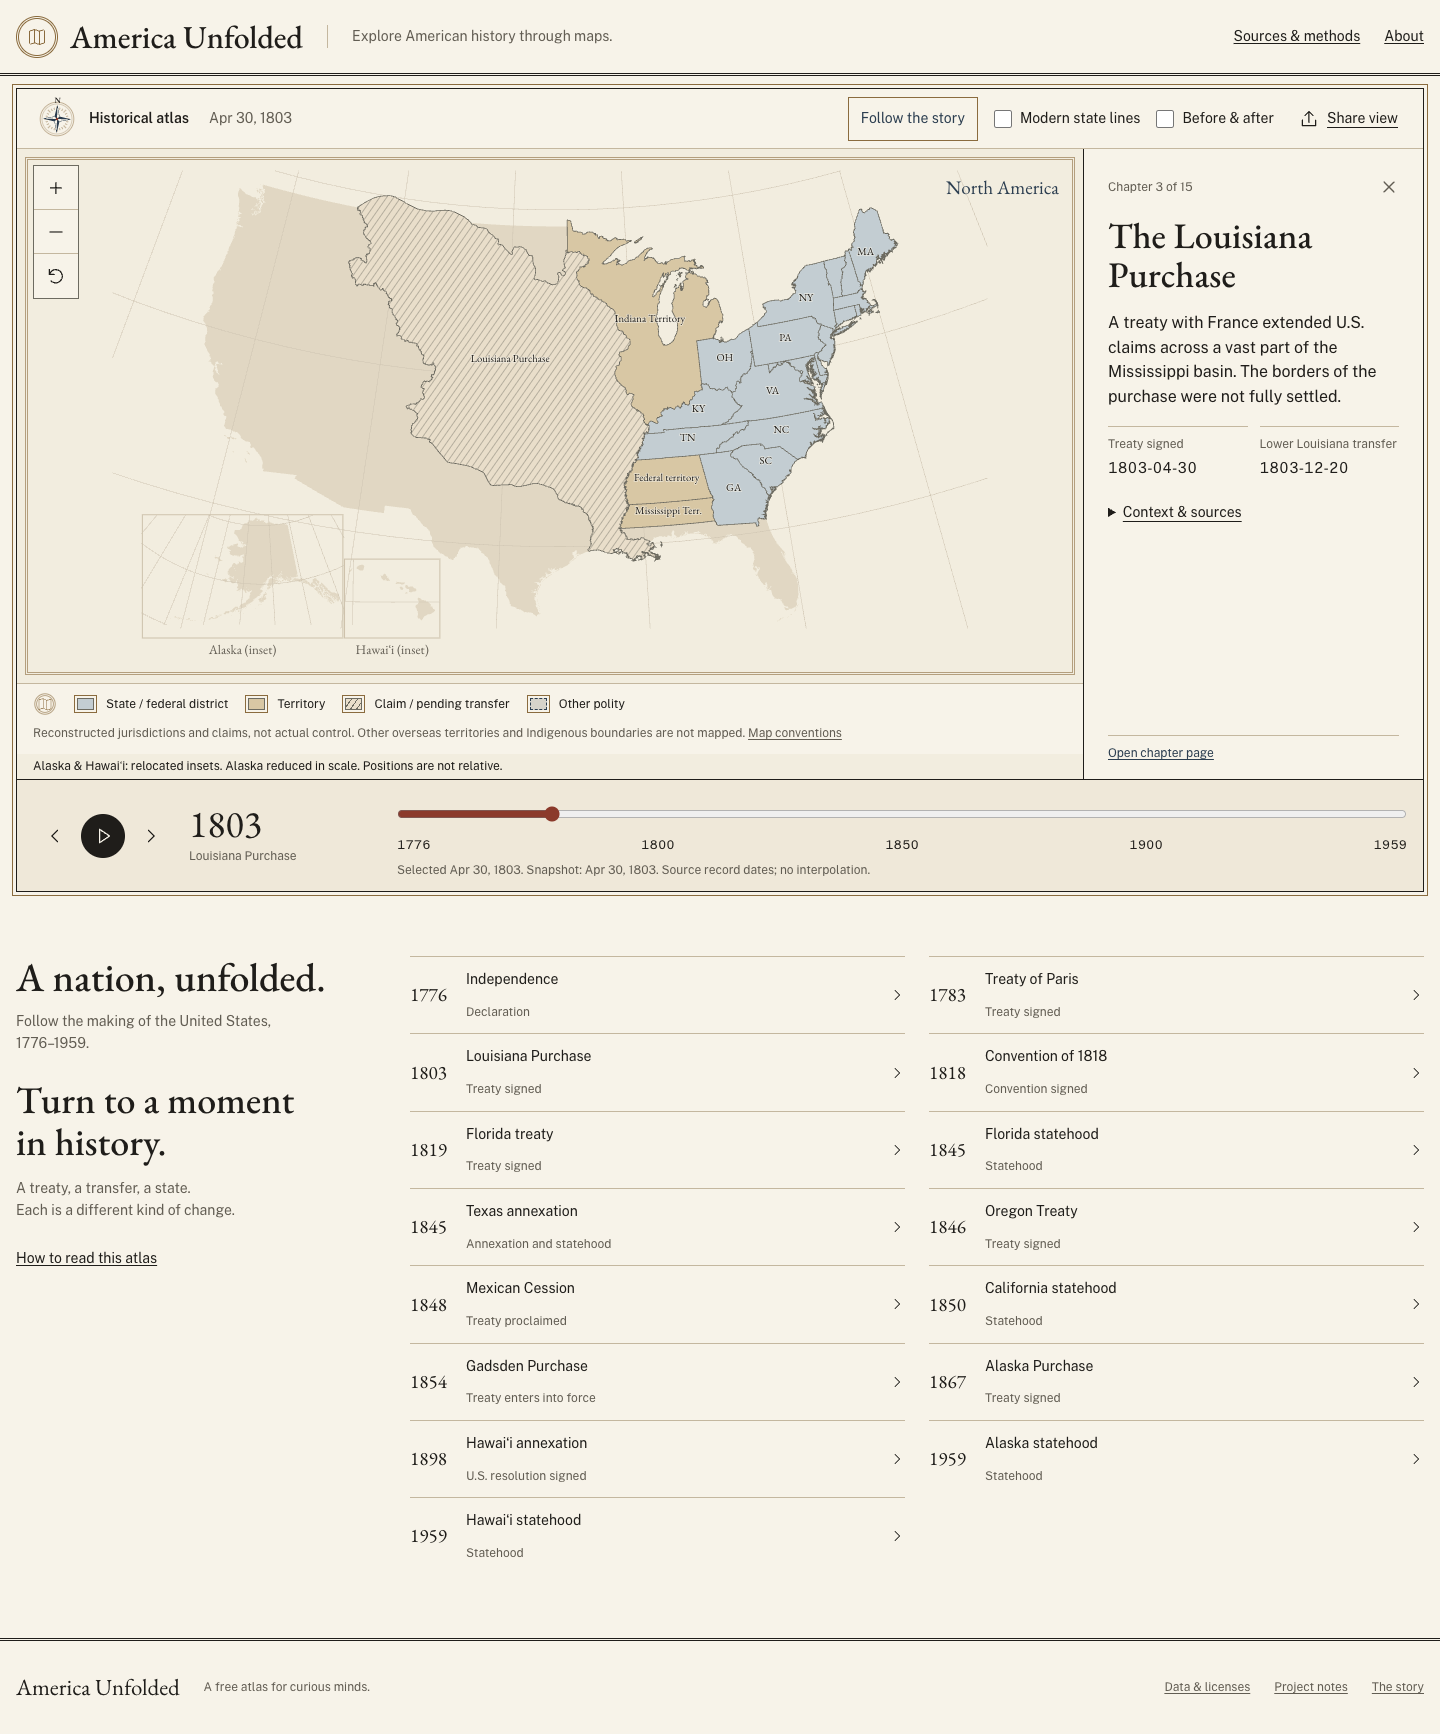 America Unfolded
Explore American history through maps.
Sources & methods
About
N
Historical atlas
Apr 30, 1803
Follow the story
Modern state lines
Before & after
Share view
North America
MA
NY
Indiana Territory
PA
Louisiana Purchase
OH
VA
KY
NC
TN
SC
Federal territory
GA
Mississippi Terr.
Alaska (inset)
Hawaiʻi (inset)
Chapter 3 of 15
The Louisiana
Purchase
A treaty with France extended U.S.
claims across a vast part of the
Mississippi basin. The borders of the
purchase were not fully settled.
Treaty signed
1803-04-30
Lower Louisiana transfer
1803-12-20
Context & sources
Open chapter page
State / federal district
Territory
Claim / pending transfer
Other polity
Reconstructed jurisdictions and claims, not actual control. Other overseas territories and Indigenous boundaries are not mapped. Map conventions
Alaska & Hawaiʻi: relocated insets. Alaska reduced in scale. Positions are not relative.
1803
Louisiana Purchase
1776
1800
1850
1900
1959
Selected Apr 30, 1803. Snapshot: Apr 30, 1803. Source record dates; no interpolation.
A nation, unfolded.
Follow the making of the United States,
1776–1959.
Turn to a moment
in history.
A treaty, a transfer, a state.
Each is a different kind of change.
How to read this atlas
1776
Independence
Declaration
1783
Treaty of Paris
Treaty signed
1803
Louisiana Purchase
Treaty signed
1818
Convention of 1818
Convention signed
1819
Florida treaty
Treaty signed
1845
Florida statehood
Statehood
1845
Texas annexation
Annexation and statehood
1846
Oregon Treaty
Treaty signed
1848
Mexican Cession
Treaty proclaimed
1850
California statehood
Statehood
1854
Gadsden Purchase
Treaty enters into force
1867
Alaska Purchase
Treaty signed
1898
Hawaiʻi annexation
U.S. resolution signed
1959
Alaska statehood
Statehood
1959
Hawaiʻi statehood
Statehood
America Unfolded
A free atlas for curious minds.
Data & licenses
Project notes
The story